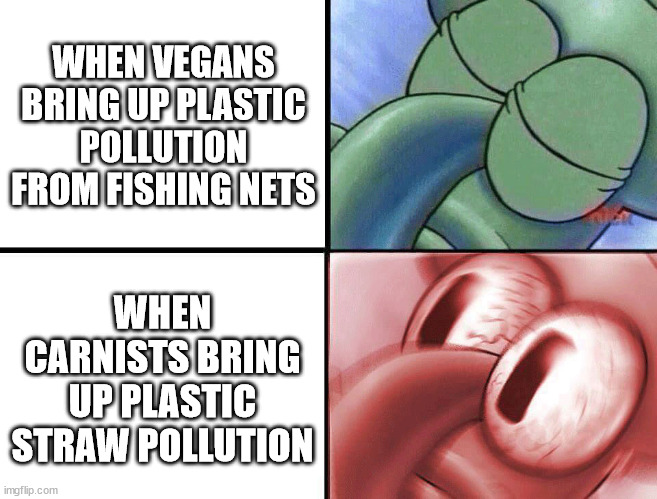 WHEN VEGANS
BRING UP PLASTIC
POLLUTION
FROM FISHING NETS
WHEN
CARNISTS BRING
UP PLASTIC
STRAW POLLUTION
imgflip.com